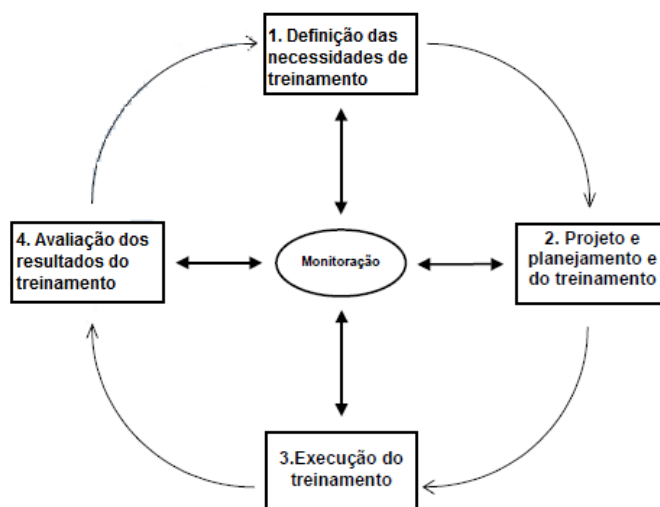 1. Definição das
necessidades de
treinamento
4. Avaliação dos
resultados do
treinamento
Monitoração
2. Projeto e
planejamento e
do treinamento
3.Execução do
treinamento